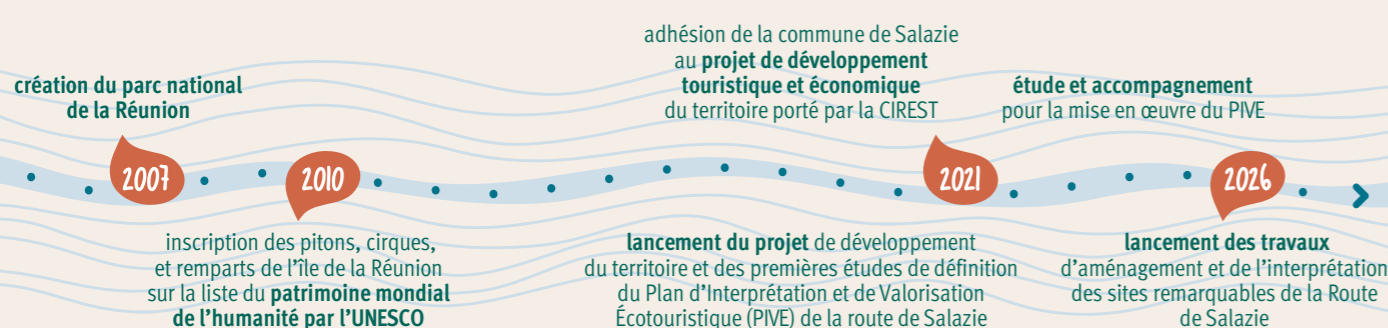 création du parc national
de la Réunion
2007
2010
inscription des pitons, cirques,
et remparts de l'île de la Réunion
sur la liste du patrimoine mondial
de l'humanité par l'UNESCO
adhésion de la commune de Salazie
au projet de développement
touristique et économique
du territoire porté par la CIREST
2021
lancement du projet de développement
du territoire et des premières études de définition
du Plan d'Interprétation et de Valorisation
Écotouristique (PIVE) de la route de Salazie
étude et accompagnement
pour la mise en œuvre du PIVE
2026
lancement des travaux
d'aménagement et de l'interprétation
des sites remarquables de la Route
de Salazie